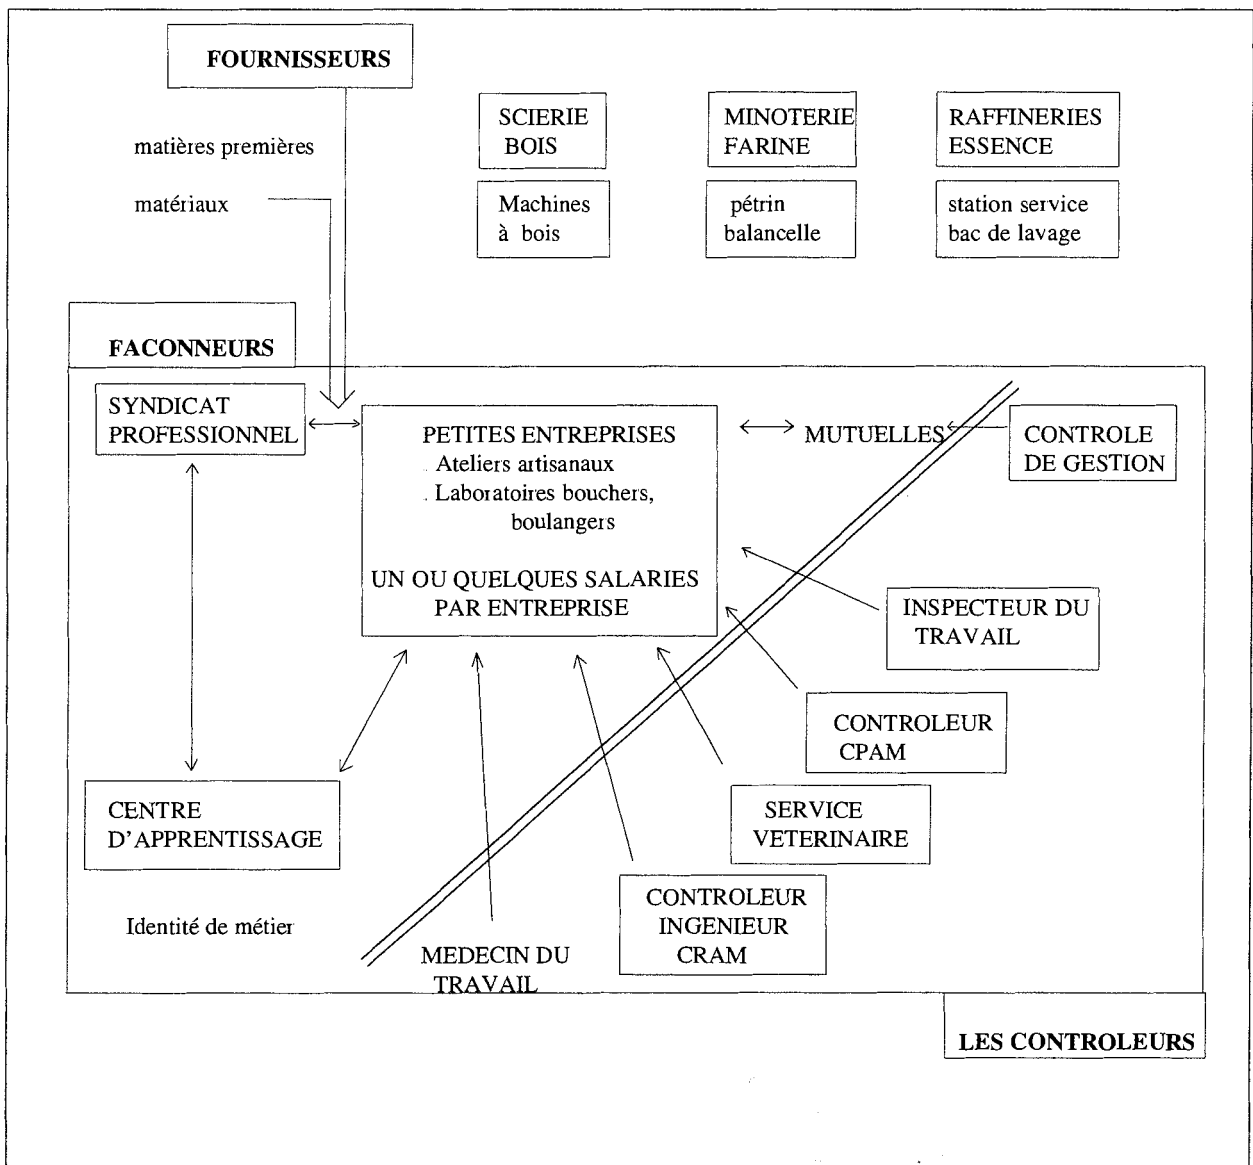 FOURNISSEURS
matières premières
matériaux
SCIERIE
BOIS
MINOTERIE
FARINE
RAFFINERIES
ESSENCE
Machines
à bois
pétrin
balancelle
station service
bac de lavage
FACONNEURS
SYNDICAT
PROFESSIONNEL
PETITES ENTREPRISES
. Ateliers artisanaux
. Laboratoires bouchers,
boulangers
UN OU QUELQUES SALARIES
PAR ENTREPRISE
MUTUELLES
CONTROLE
DE GESTION
INSPECTEUR DU
TRAVAIL
CONTROLEUR
CPAM
SERVICE
VETERINAIRE
CONTROLEUR
INGENIEUR
CRAM
MEDECIN DU
TRAVAIL
CENTRE
D'APPRENTISSAGE
Identité de métier
LES CONTROLEURS